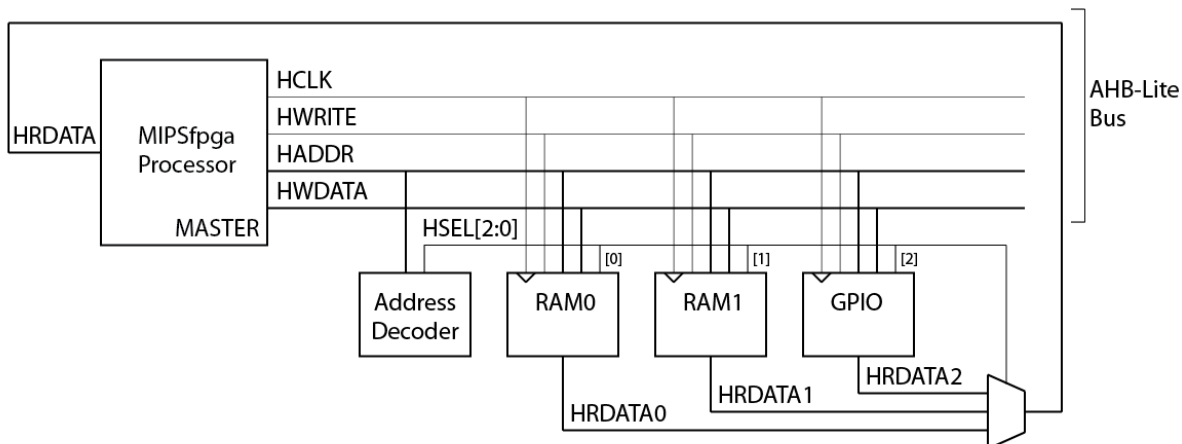 HCLK
HWRITE
HRDATA
MIPSfpga
Processor
HADDR
HWDATA
MASTER
AHB-Lite
Bus
HSEL[2:0]
[0]
[1]
[2]
Address
Decoder
RAM0
RAM1
GPIO
HRDATA2
HRDATA1
HRDATA0